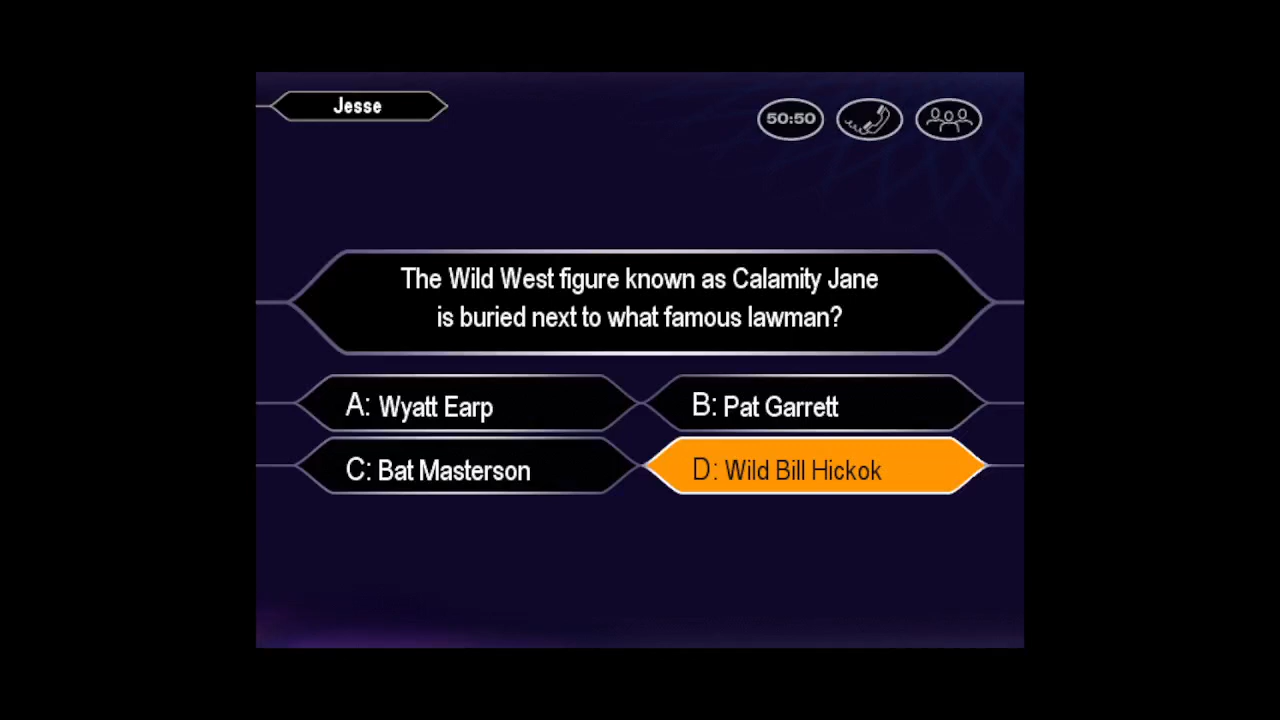 Jesse
50:50
The Wild West figure known as Calamity Jane
is buried next to what famous lawman?
A: Wyatt Earp
B: Pat Garrett
C: Bat Masterson
D: Wild Bill Hickok